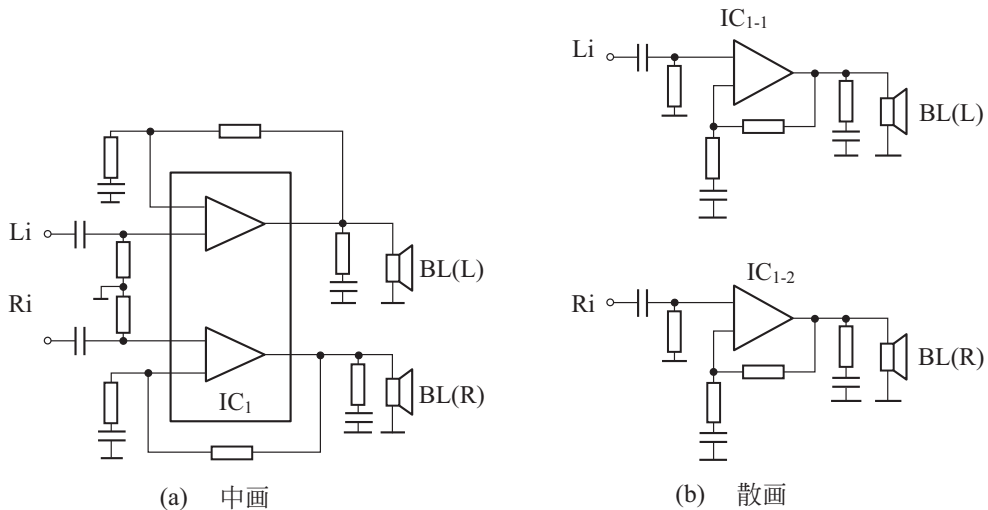 Li
Ri
BL(L)
BL(R)
IC₁
(a) 中画
IC₁₋₁
Li
BL(L)
IC₁₋₂
Ri
BL(R)
(b) 散画